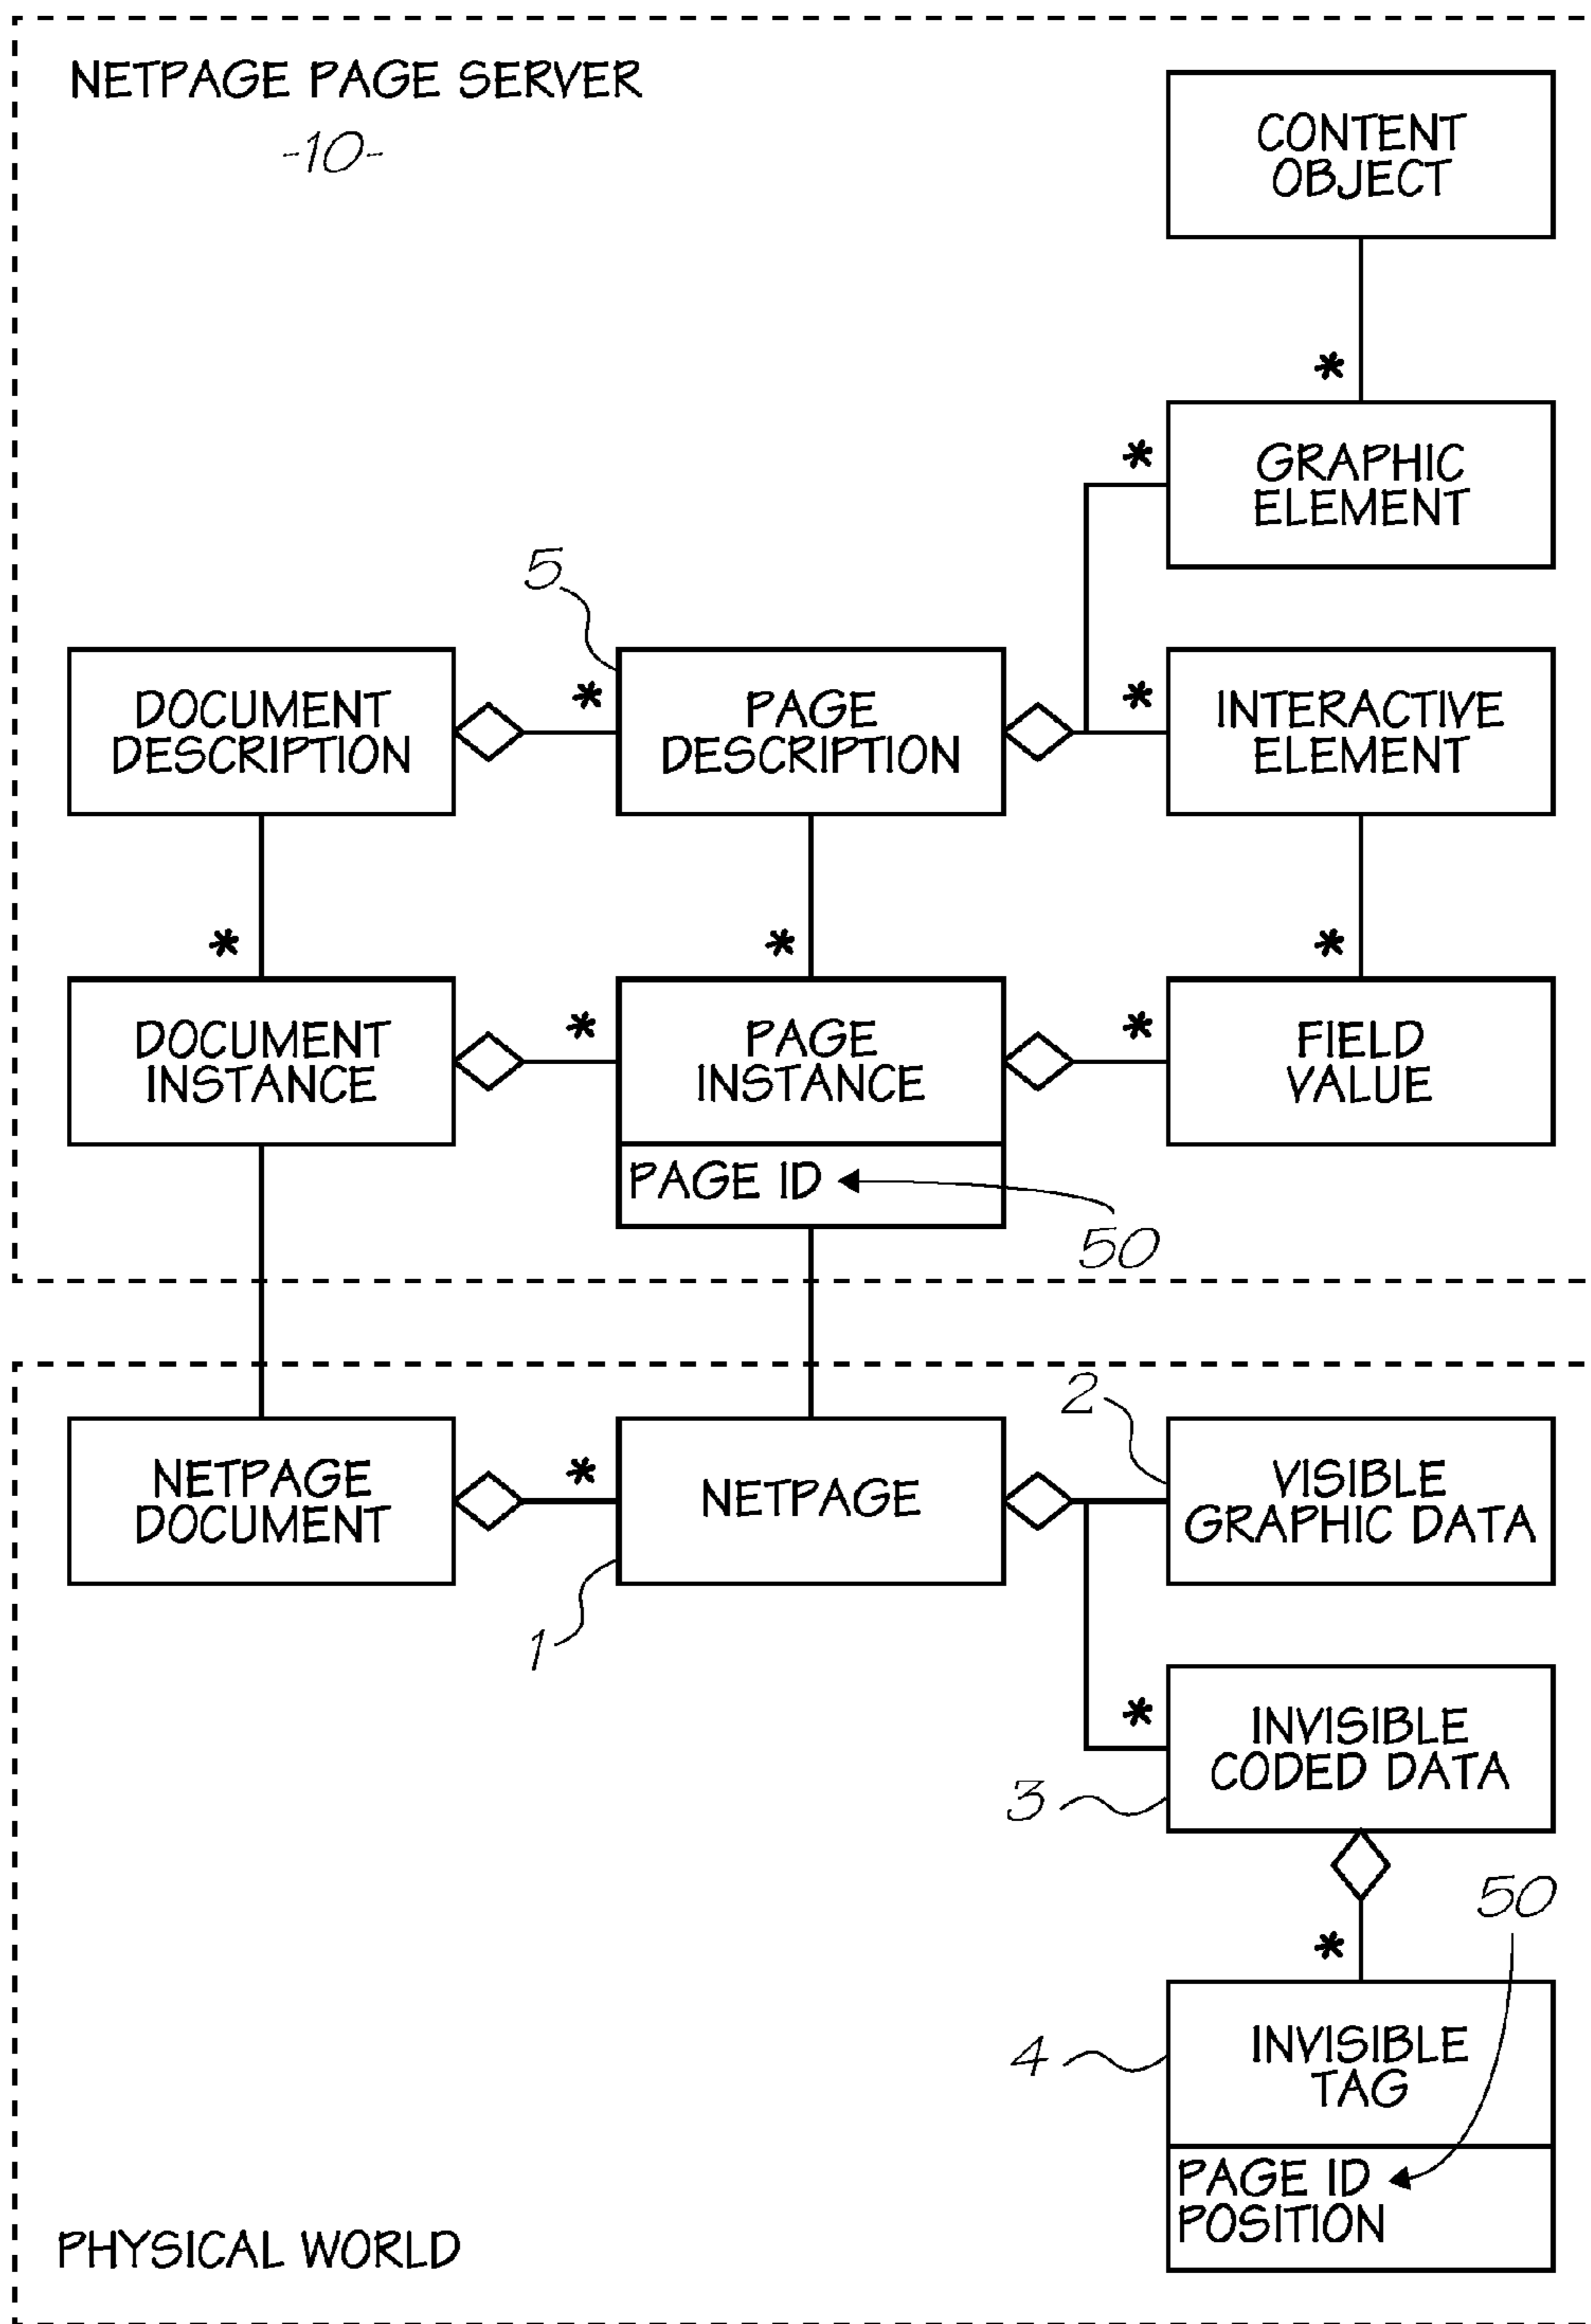 NETPAGE PAGE SERVER
-10-
CONTENT
OBJECT
*
*
GRAPHIC
ELEMENT
5
DOCUMENT
DESCRIPTION
*
PAGE
DESCRIPTION
*
INTERACTIVE
ELEMENT
*
*
*
DOCUMENT
INSTANCE
*
PAGE
INSTANCE
*
FIELD
VALUE
PAGE ID
50
2
NETPAGE
DOCUMENT
*
NETPAGE
VISIBLE
GRAPHIC DATA
1
*
INVISIBLE
CODED DATA
3
50
*
4
INVISIBLE
TAG
PAGE ID
POSITION
PHYSICAL WORLD